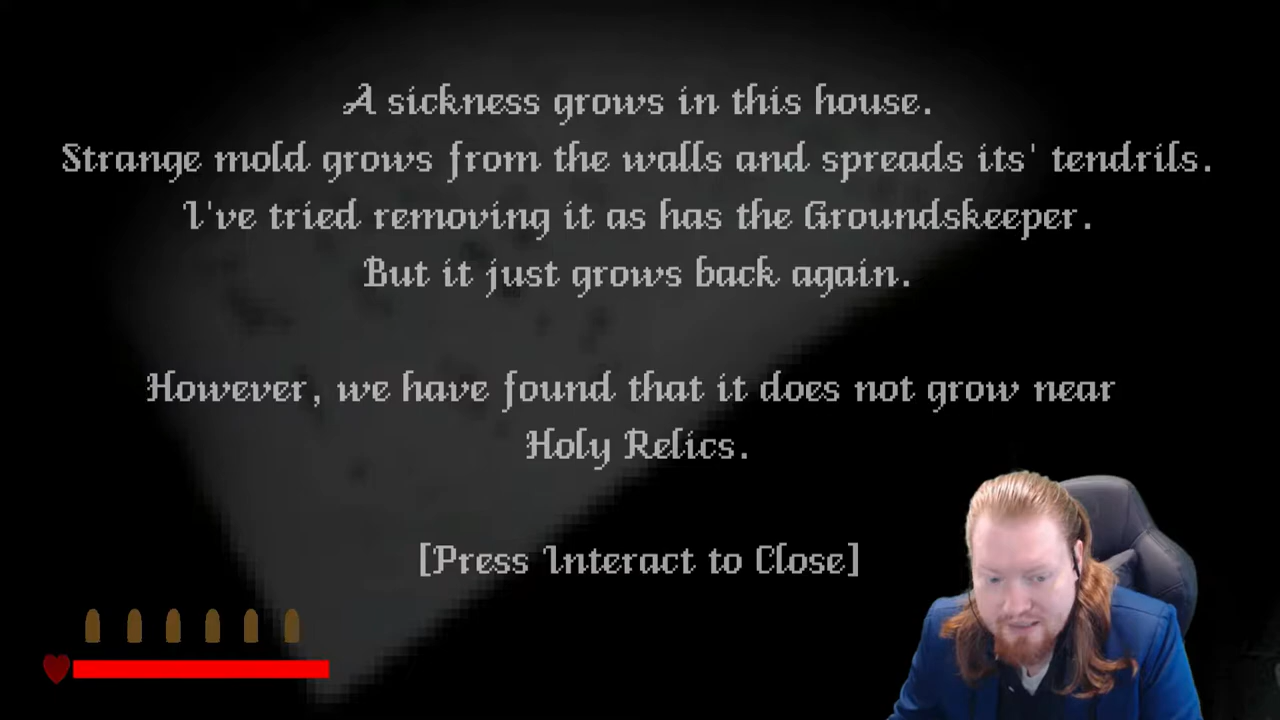 A sickness grows in this house.
Strange mold grows from the walls and spreads its' tendrils.
I've tried removing it as has the Groundskeeper.
But it just grows back again.
However, we have found that it does not grow near
Holy Relics.
[Press Interact to Close]